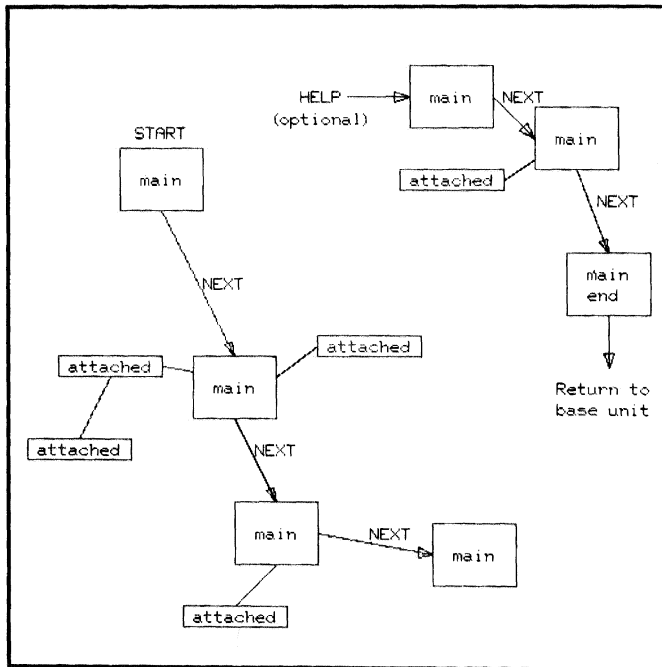 START
main
NEXT
attached
main
attached
attached
NEXT
main
attached
NEXT
main
HELP
(optional)
main
NEXT
main
attached
NEXT
main
end
Return to
base unit